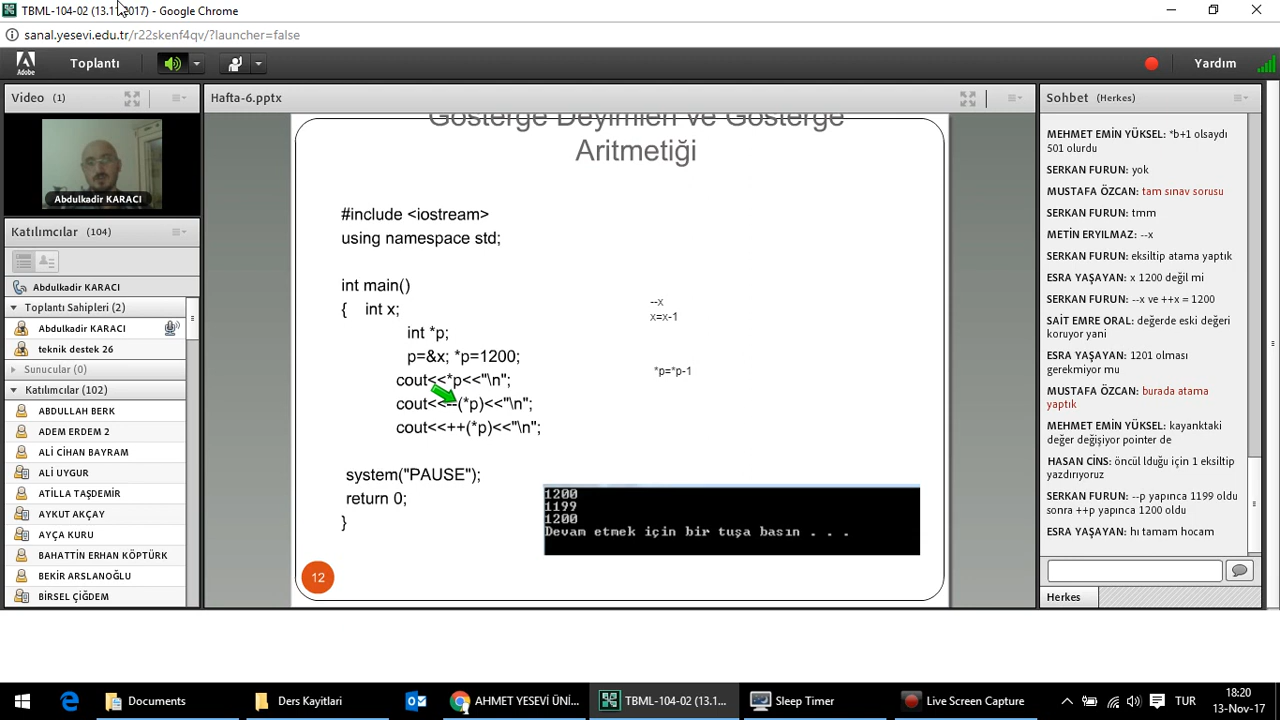 TBML-104-02 (13.11.2017) - Google Chrome
sanal.yesevi.edu.tr/r22skenf4qv/?launcher=false
Adobe
Toplantı
Yardım
Video (1)
Abdulkadir KARACI
Katılımcılar (104)
Abdulkadir KARACI
Toplantı Sahipleri (2)
Abdulkadir KARACI
teknik destek 26
Sunucular (0)
Katılımcılar (102)
ABDULLAH BERK
ADEM ERDEM 2
ALİ CİHAN BAYRAM
ALİ UYGUR
ATİLLA TAŞDEMİR
AYKUT AKÇAY
AYÇA KURU
BAHATTİN ERHAN KÖPTÜRK
BEKİR ARSLANOĞLU
BİRSEL ÇİĞDEM
Hafta-6.pptx
Gösterge Deyimleri ve Gösterge
Aritmetiği
#include <iostream>
using namespace std;
int main()
{ int x;
int *p;
p=&x; *p=1200;
cout<<*p<<"\n";
cout<<--(*p)<<"\n";
cout<<++(*p)<<"\n";
system("PAUSE");
return 0;
}
--x
x=x-1
*p=*p-1
1200
1199
1200
Devam etmek için bir tuşa basın . . .
12
Sohbet (Herkes)
MEHMET EMİN YÜKSEL: *b+1 olsaydı
501 olurdu
SERKAN FURUN: yok
MUSTAFA ÖZCAN: tam sınav sorusu
SERKAN FURUN: tmm
METİN ERYILMAZ: --x
SERKAN FURUN: eksiltip atama yaptık
ESRA YAŞAYAN: x 1200 değil mi
SERKAN FURUN: --x ve ++x = 1200
SAİT EMRE ORAL: değerde eski değeri
koruyor yani
ESRA YAŞAYAN: 1201 olması
gerekmiyor mu
MUSTAFA ÖZCAN: burada atama
yaptık
MEHMET EMİN YÜKSEL: kayanktaki
değer değişiyor pointer de
HASAN CİNS: öncül lduğu için 1 eksiltip
yazdırıyoruz
SERKAN FURUN: --p yapınca 1199 oldu
sonra ++p yapınca 1200 oldu
ESRA YAŞAYAN: hı tamam hocam
Herkes
Documents
Ders Kayitlari
AHMET YESEVİ ÜNİ...
TBML-104-02 (13.1...
Sleep Timer
Live Screen Capture
TUR
18:20
13-Nov-17